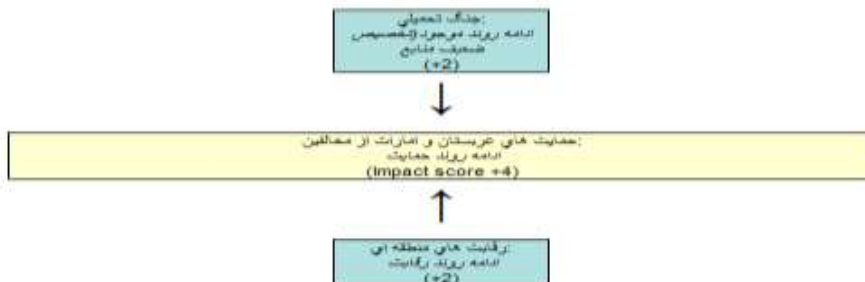 جنگ تحمیلی:
ادامه روند موجود (تخصیص
ضعیف منابع
(+2)
حمایت های عربستان و امارات از مخالفین:
ادامه روند حمایت
(Impact score +4)
رقابت های منطقه ای:
ادامه روند رقابت
(+2)